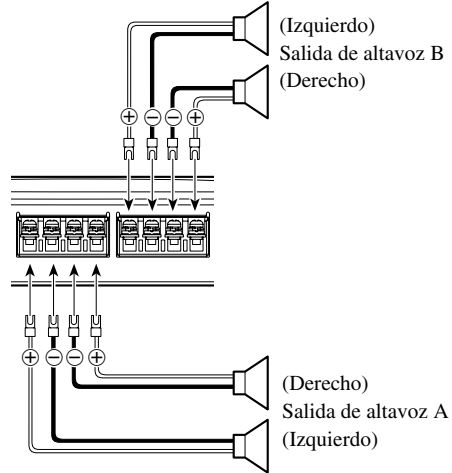 (Izquierdo)
Salida de altavoz B
(Derecho)
+ − − +
+ − − +
(Derecho)
Salida de altavoz A
(Izquierdo)